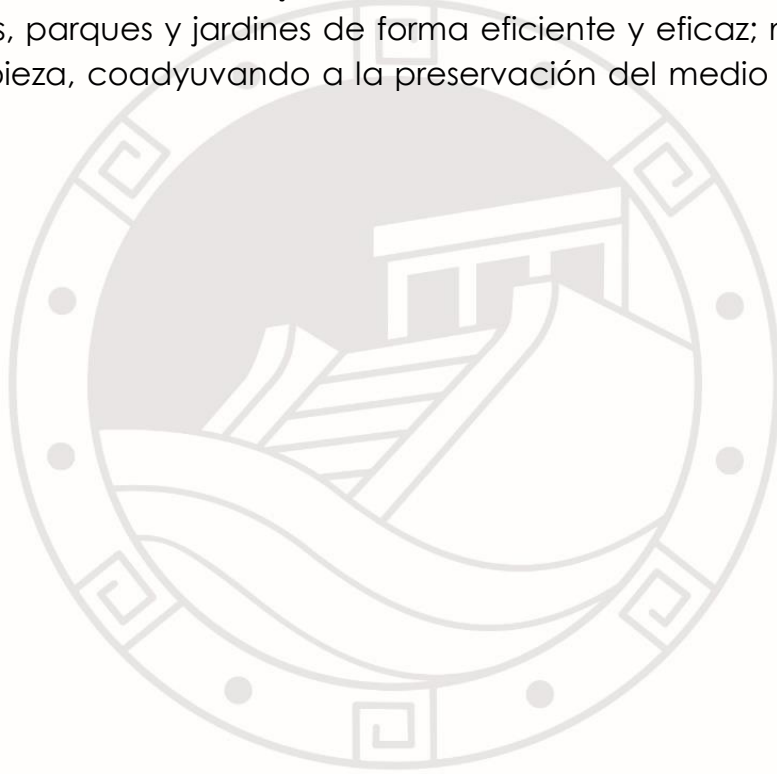 s, parques y jardines de forma eficiente y eficaz;
pieza, coadyuvando a la preservación del medio